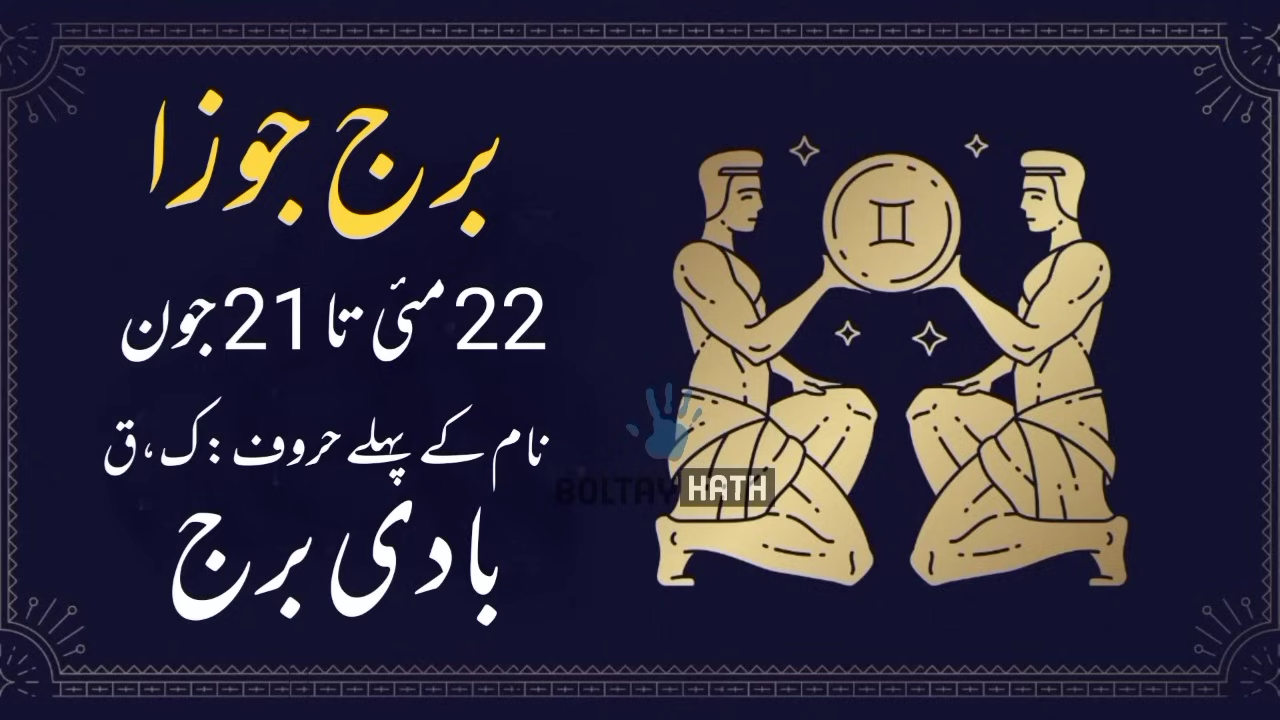 برج جوزا
22 مئی تا 21 جون
نام کے پہلے حروف : ک، ق
بادی برج
BOLTAY HATH